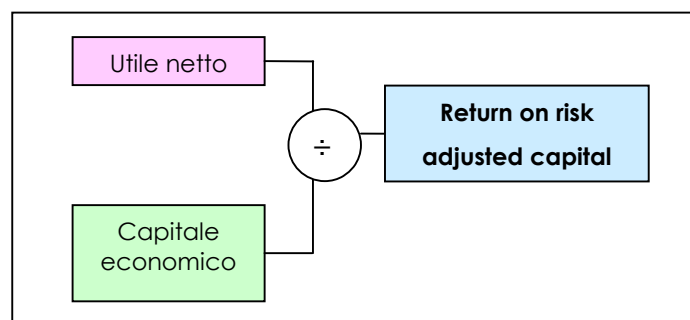 Utile netto
÷
Return on risk
adjusted capital
Capitale
economico